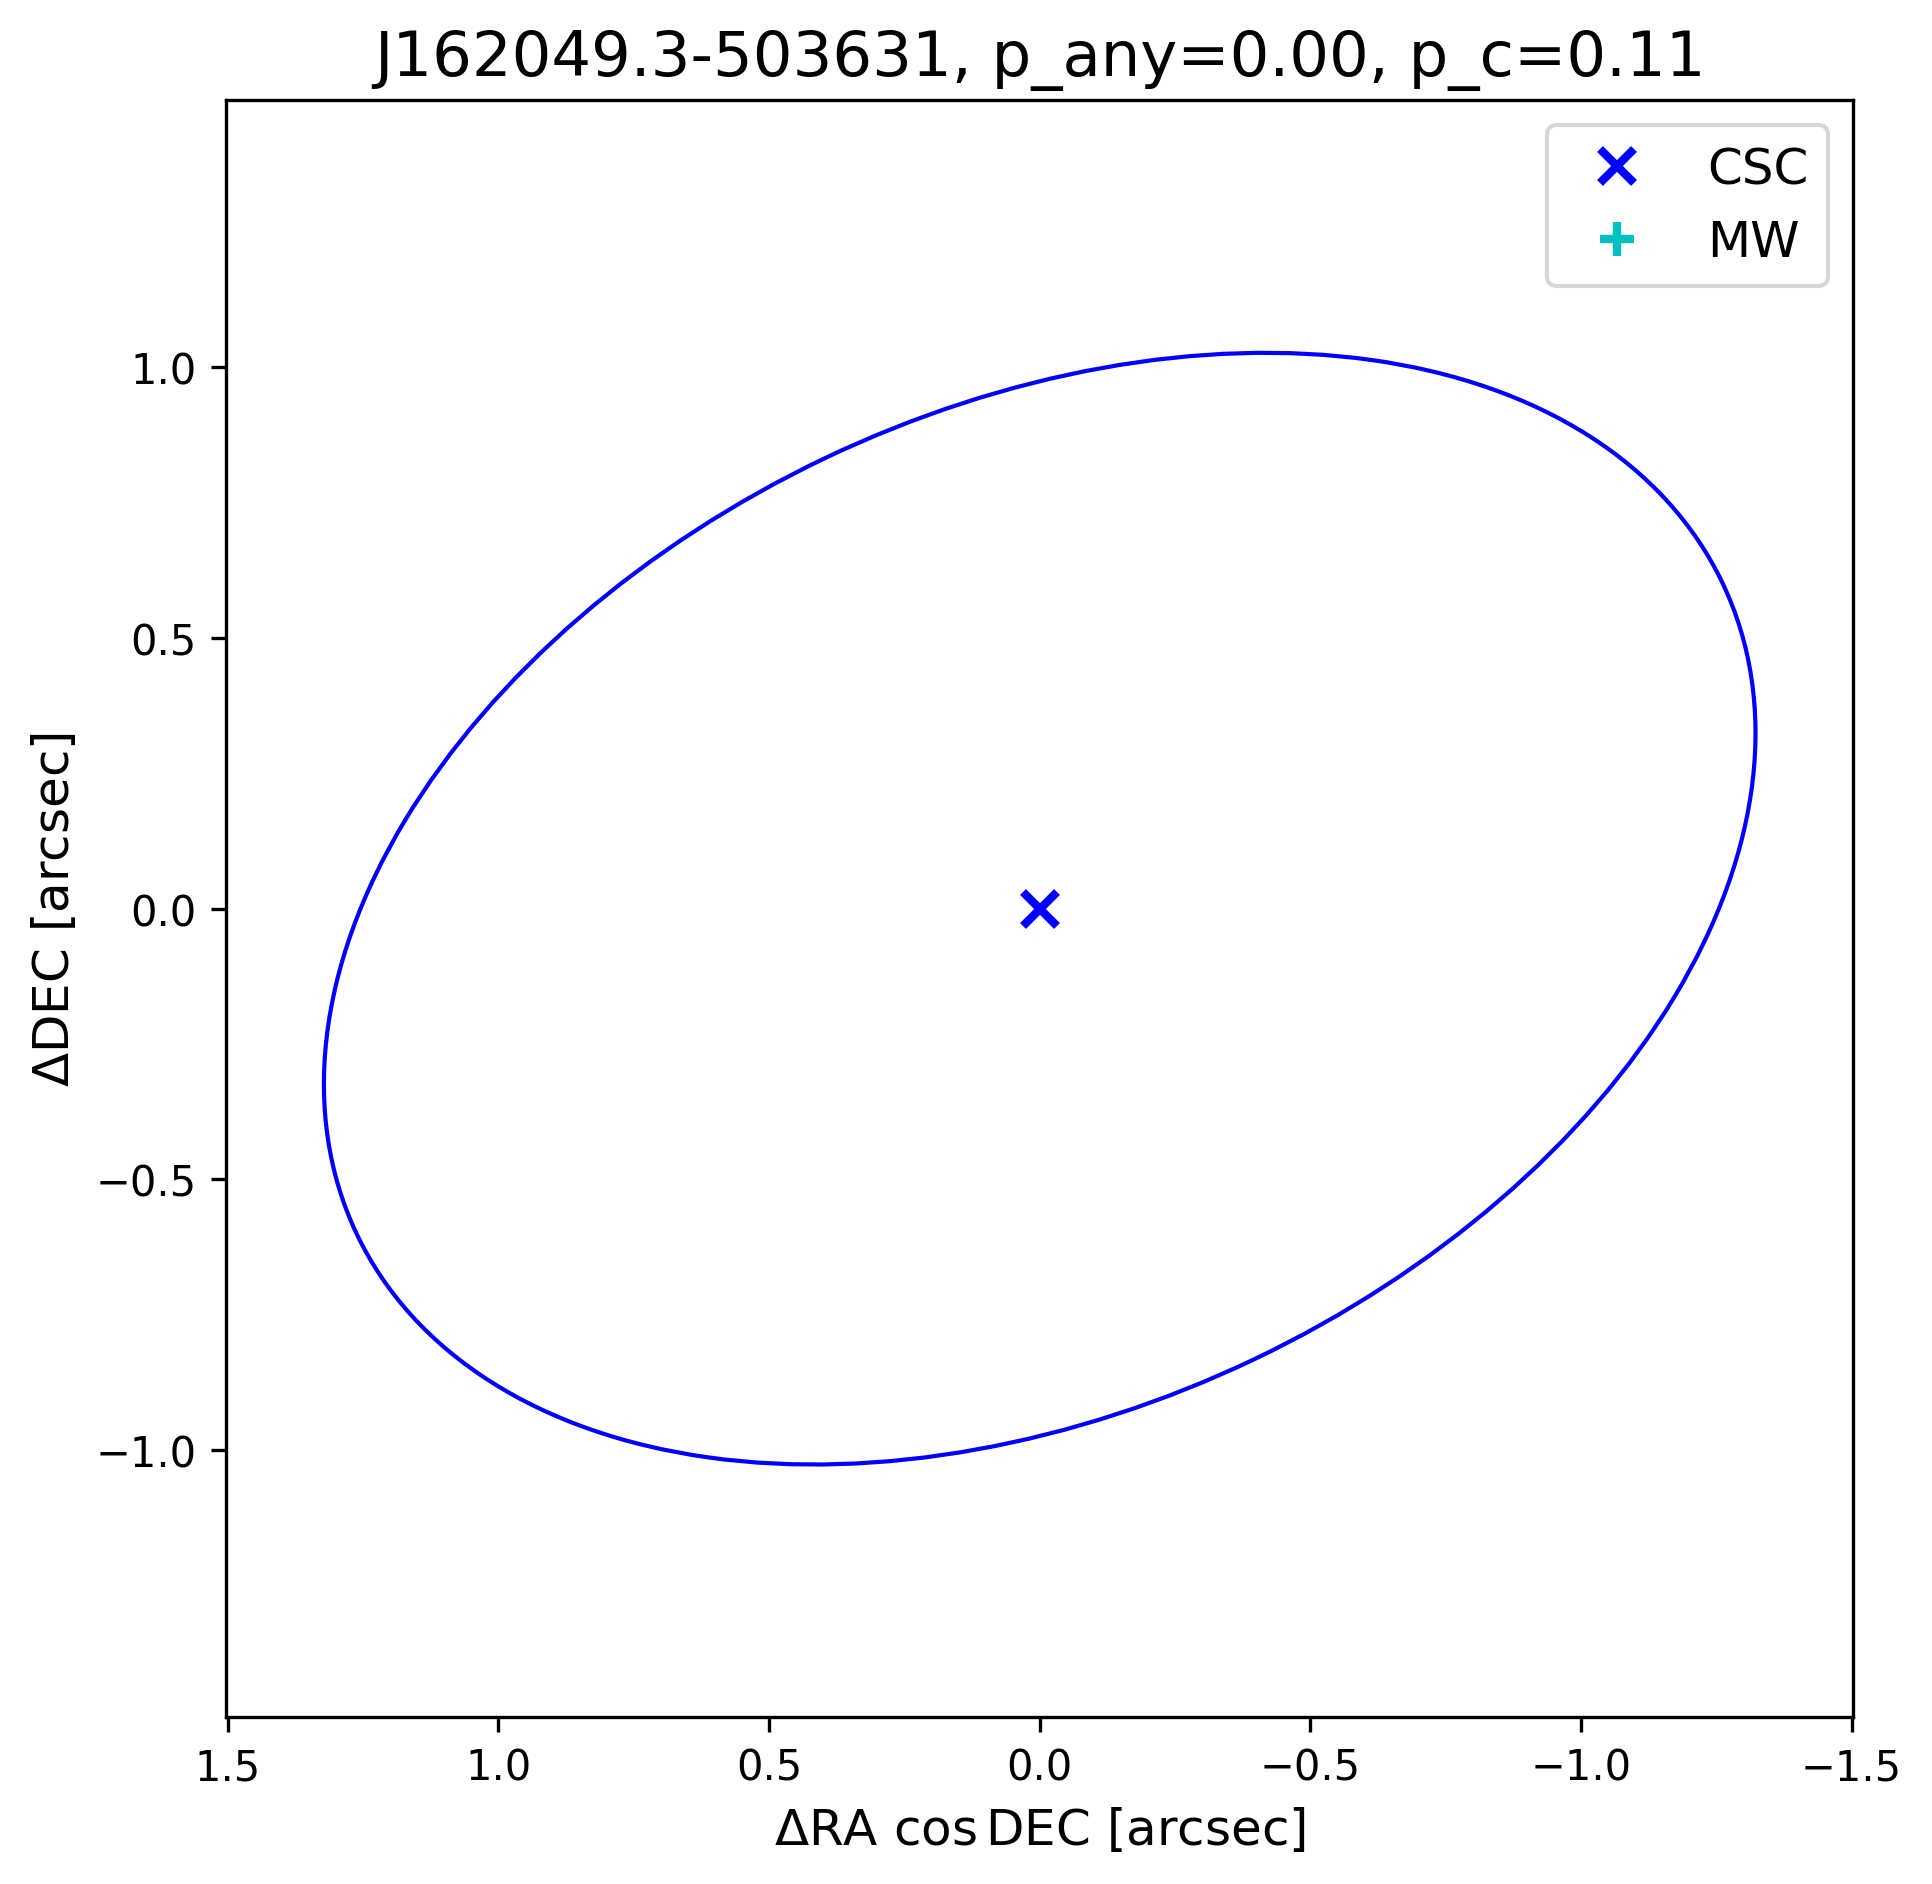 J162049.3-503631, p_any=0.00, p_c=0.11
CSC
MW
1.0
0.5
0.0
−0.5
−1.0
ΔDEC [arcsec]
1.5 1.0 0.5 0.0 −0.5 −1.0 −1.5
ΔRA cos DEC [arcsec]